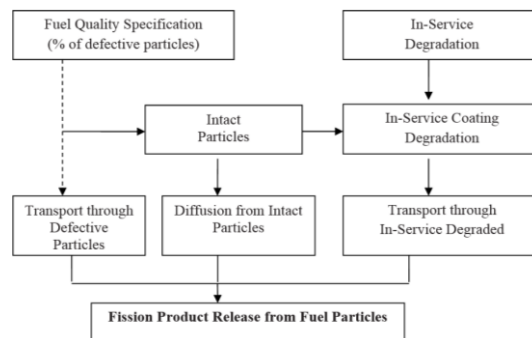 Fuel Quality Specification
(% of defective particles)
In-Service
Degradation
Intact
Particles
In-Service Coating
Degradation
Transport through
Defective
Particles
Diffusion from Intact
Particles
Transport through
In-Service Degraded
Fission Product Release from Fuel Particles